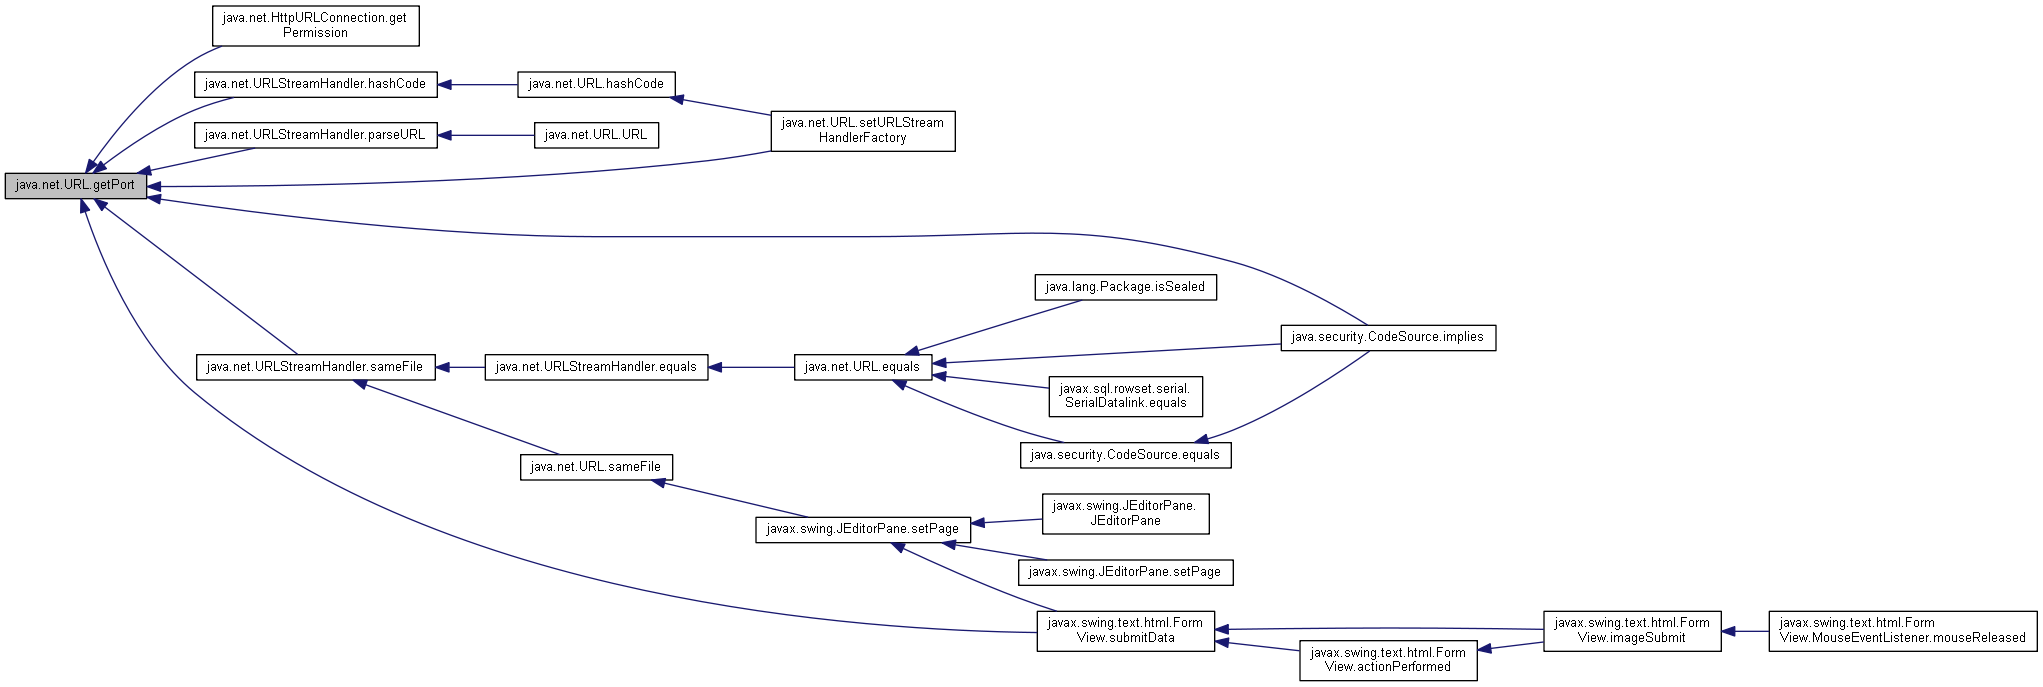 java.net.HttpURLConnection.get
Permission
java.net.URLStreamHandler.hashCode
java.net.URL.hashCode
java.net.URL.setURLStream
HandlerFactory
java.net.URLStreamHandler.parseURL
java.net.URL.URL
java.net.URL.getPort
java.lang.Package.isSealed
java.security.CodeSource.implies
java.net.URLStreamHandler.sameFile
java.net.URLStreamHandler.equals
java.net.URL.equals
javax.sql.rowset.serial.
SerialDatalink.equals
java.security.CodeSource.equals
java.net.URL.sameFile
javax.swing.JEditorPane.
JEditorPane
javax.swing.JEditorPane.setPage
javax.swing.JEditorPane.setPage
javax.swing.text.html.Form
View.submitData
javax.swing.text.html.Form
View.imageSubmit
javax.swing.text.html.Form
View.MouseEventListener.mouseReleased
javax.swing.text.html.Form
View.actionPerformed